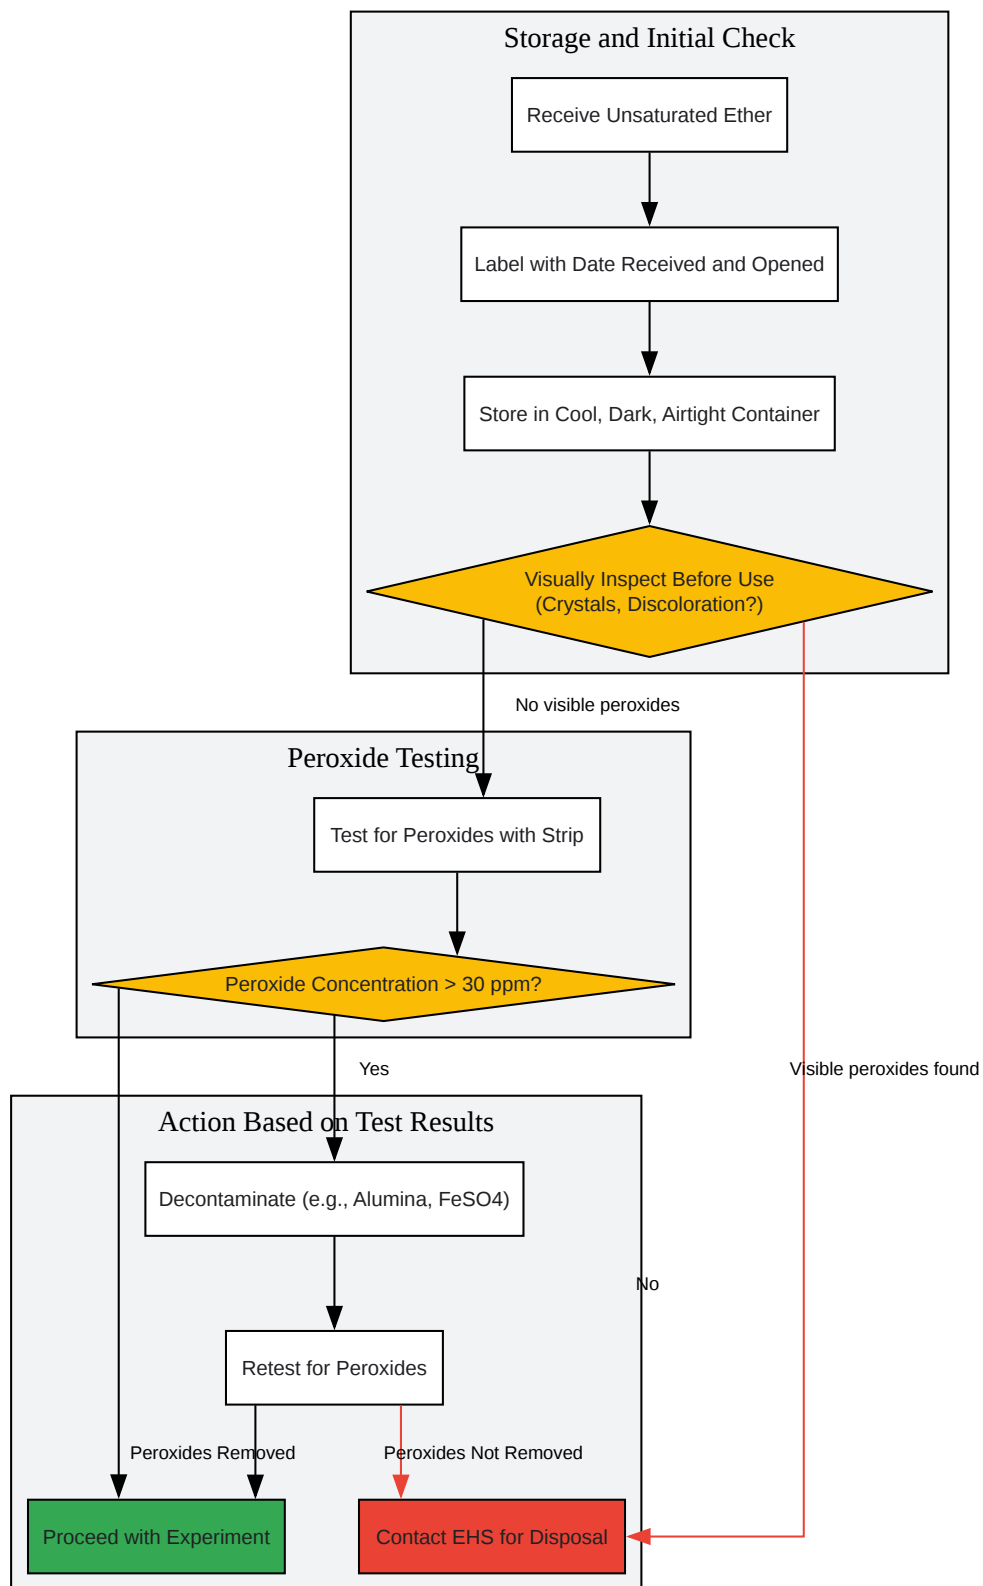 Storage and Initial Check
Receive Unsaturated Ether
Label with Date Received and Opened
Store in Cool, Dark, Airtight Container
Visually Inspect Before Use
(Crystals, Discoloration?)
No visible peroxides
Peroxide Testing
Test for Peroxides with Strip
Peroxide Concentration > 30 ppm?
Yes
Visible peroxides found
Action Based on Test Results
Decontaminate (e.g., Alumina, FeSO4)
No
Retest for Peroxides
Peroxides Removed
Peroxides Not Removed
Proceed with Experiment
Contact EHS for Disposal